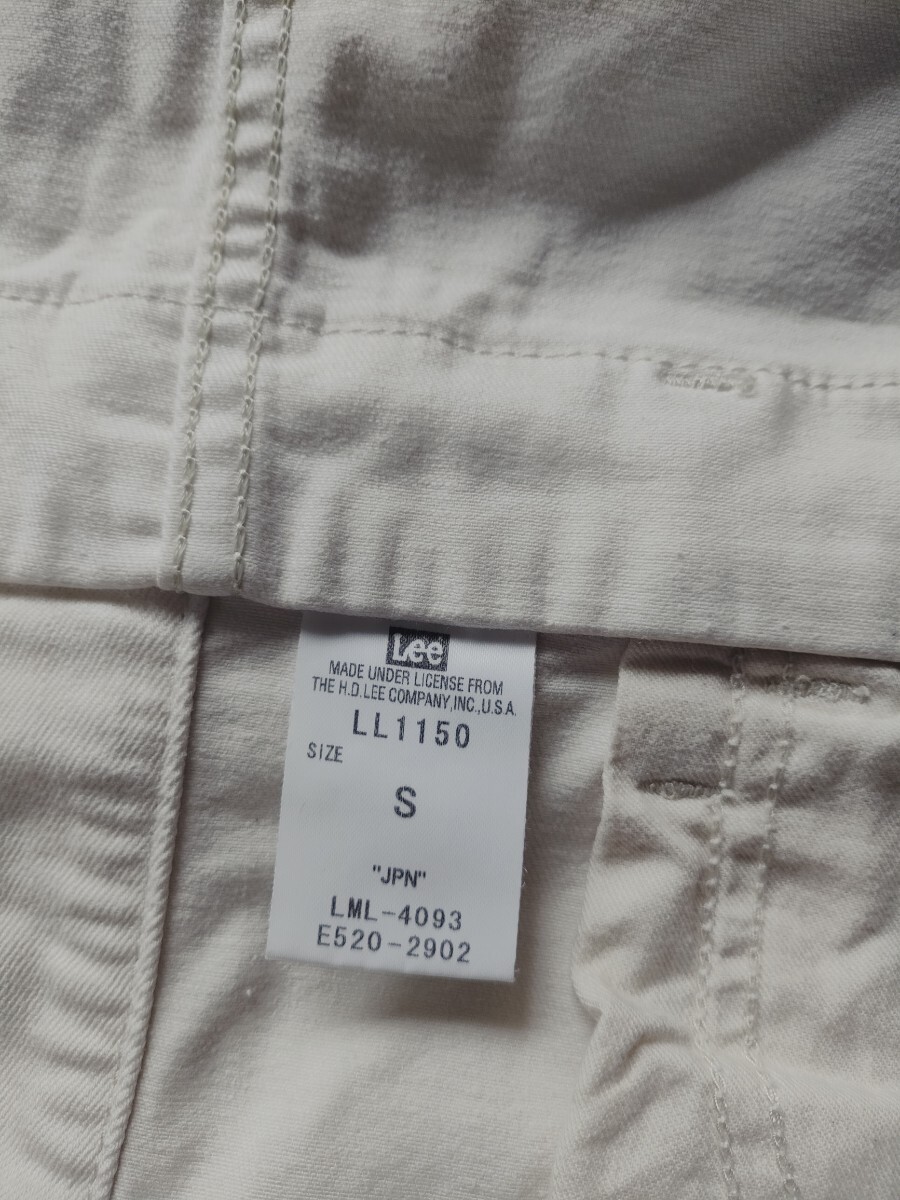 Lee
MADE UNDER LICENSE FROM
THE H.D.LEE COMPANY,INC.,U.S.A.
LL1150
SIZE
S
"JPN"
LML-4093
E520-2902